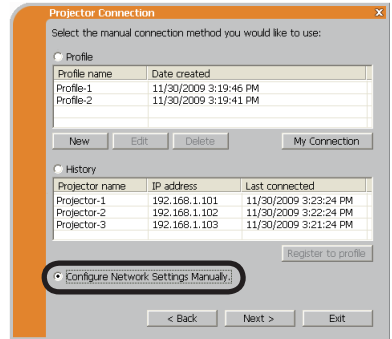 Projector Connection
Select the manual connection method you would like to use:
Profile
Profile name Date created
Profile-1 11/30/2009 3:19:46 PM
Profile-2 11/30/2009 3:19:41 PM
New Edit Delete My Connection
History
Projector name IP address Last connected
Projector-1 192.168.1.101 11/30/2009 3:23:24 PM
Projector-2 192.168.1.102 11/30/2009 3:22:24 PM
Projector-3 192.168.1.103 11/30/2009 3:21:24 PM
Register to profile
Configure Network Settings Manually.
< Back Next > Exit